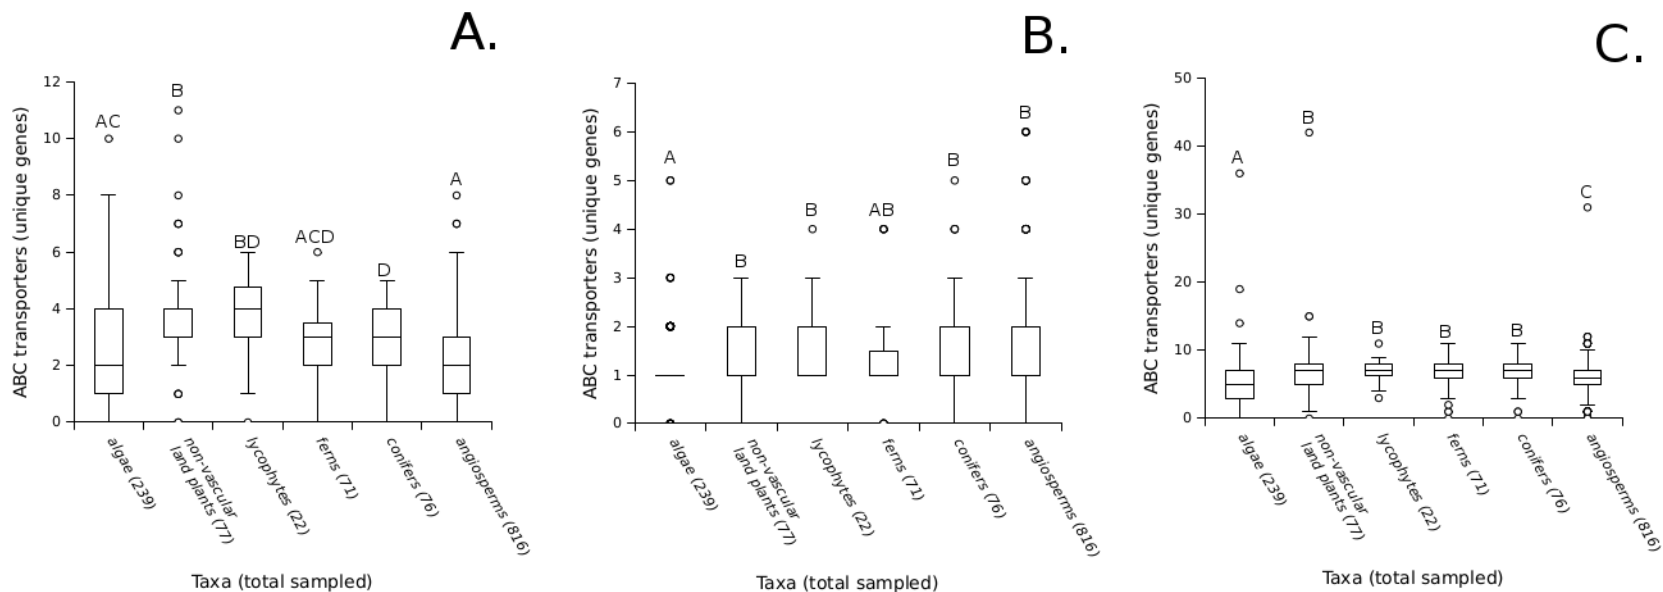 A.
12
10
8
6
4
2
0
ABC transporters (unique genes)
AC
B
BD
ACD
D
A
algae (239)
non-vascular
land plants (77)
lycophytes (22)
ferns (71)
conifers (76)
angiosperms (816)
Taxa (total sampled)
B.
7
6
5
4
3
2
1
0
ABC transporters (unique genes)
A
B
B
AB
B
B
algae (239)
non-vascular
land plants (77)
lycophytes (22)
ferns (71)
conifers (76)
angiosperms (816)
Taxa (total sampled)
C.
50
40
30
20
10
0
ABC transporters (unique genes)
A
B
B
B
B
C
algae (239)
non-vascular
land plants (77)
lycophytes (22)
ferns (71)
conifers (76)
angiosperms (816)
Taxa (total sampled)